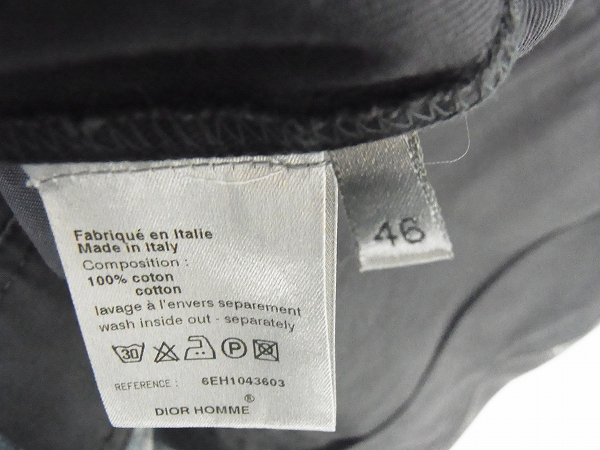 Fabriqué en Italie
Made in Italy
Composition :
100% coton
cotton
lavage à l'envers separement
wash inside out - separately
30 P
REFERENCE : 6EH1043603
DIOR HOMME®
46